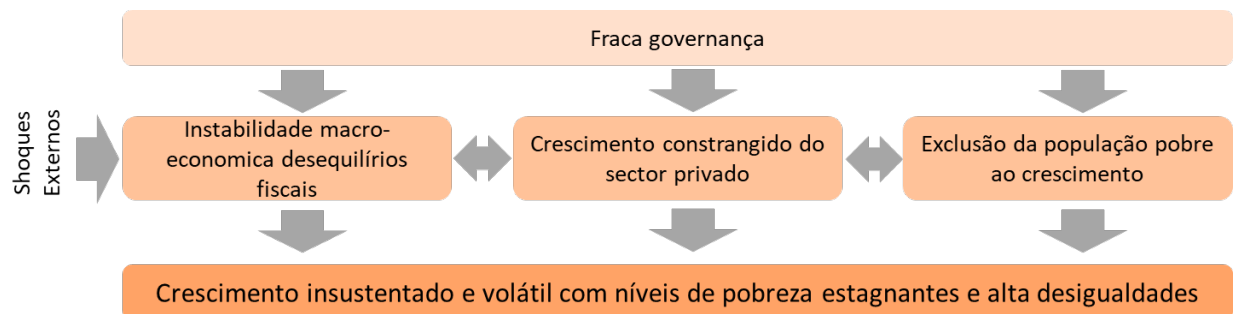 Fraca governança
Shoques
Externos
Instabilidade macro-
economica desequilírios
fiscais
Crescimento constrangido do
sector privado
Exclusão da população pobre
ao crescimento
Crescimento insustentado e volátil com níveis de pobreza estagnantes e alta desigualdades